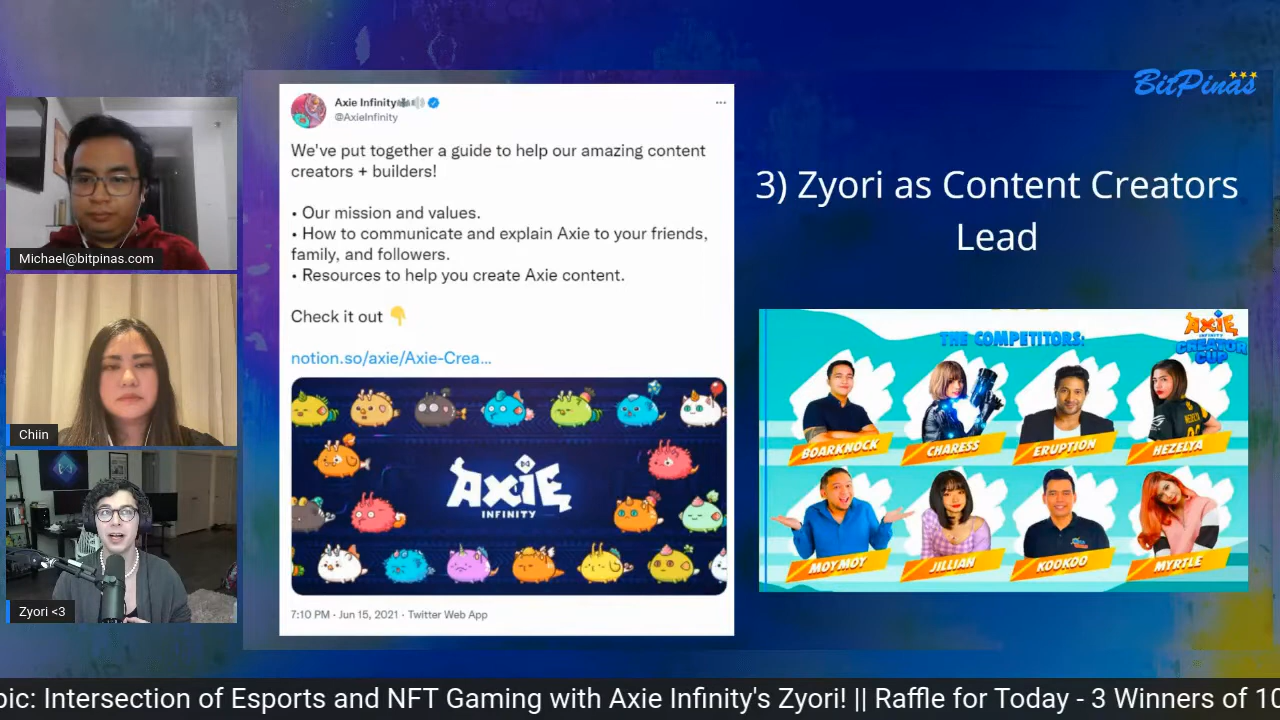 BitPinas
Michael@bitpinas.com
Chiin
Zyori <3
Axie Infinity
@AxieInfinity
We've put together a guide to help our amazing content
creators + builders!
• Our mission and values.
• How to communicate and explain Axie to your friends,
family, and followers.
• Resources to help you create Axie content.
Check it out 👇
notion.so/axie/Axie-Crea...
AXIE
INFINITY
7:10 PM · Jun 15, 2021 · Twitter Web App
3) Zyori as Content Creators
Lead
THE COMPETITORS:
AXIE
INFINITY
CREATOR
CUP
BOARKNOCK
CHARESS
ERUPTION
HEZELYA
MOYMOY
JILLIAN
KOOKOO
MYRTLE
pic: Intersection of Esports and NFT Gaming with Axie Infinity's Zyori! || Raffle for Today - 3 Winners of 10